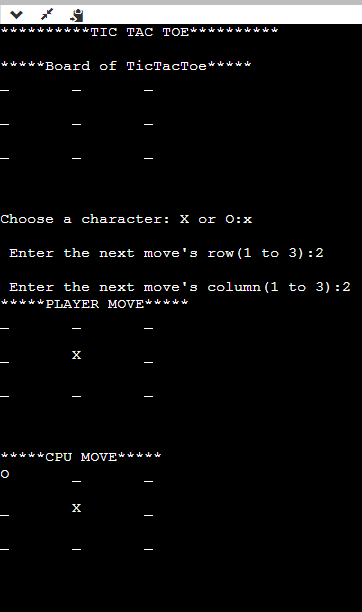 **********TIC TAC TOE**********
*****Board of TicTacToe*****
_ _ _
_ _ _
_ _ _
Choose a character: X or O:x
Enter the next move's row(1 to 3):2
Enter the next move's column(1 to 3):2
*****PLAYER MOVE*****
_ _ _
_ X _
_ _ _
*****CPU MOVE*****
O _ _
_ X _
_ _ _